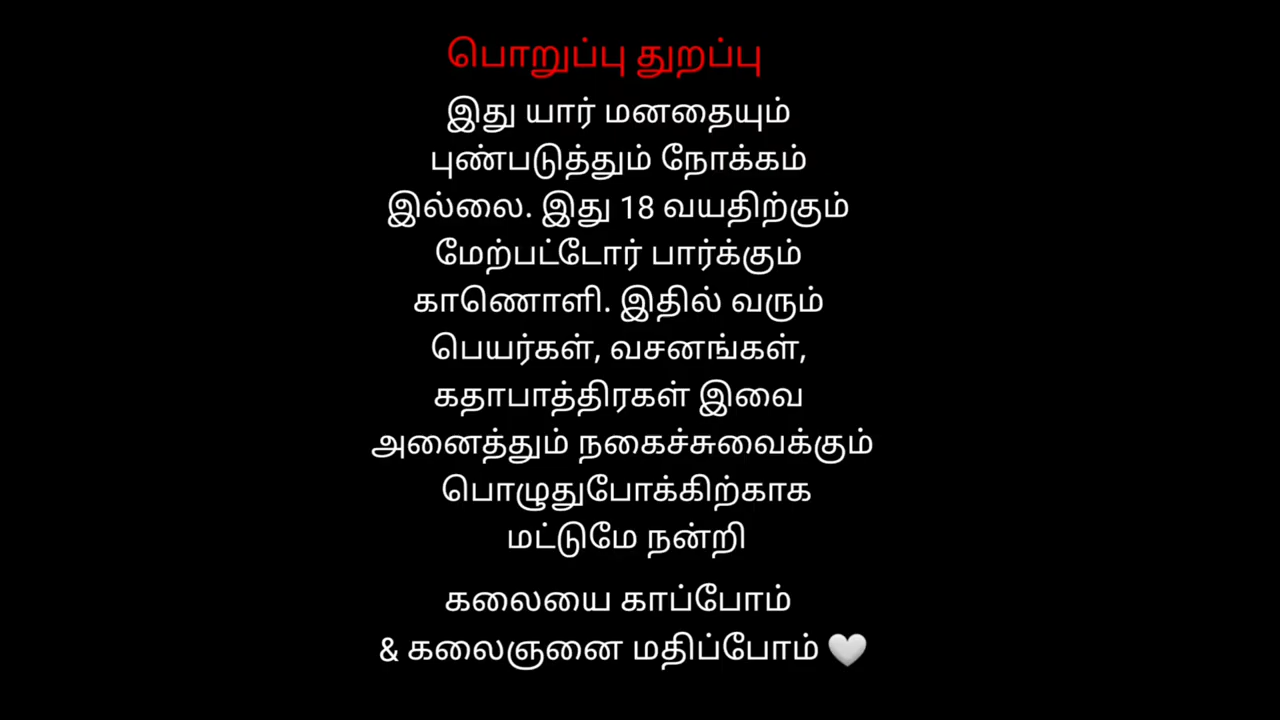 பொறுப்பு துறப்பு
இது யார் மனதையும்
புண்படுத்தும் நோக்கம்
இல்லை. இது 18 வயதிற்கும்
மேற்பட்டோர் பார்க்கும்
காணொளி. இதில் வரும்
பெயர்கள், வசனங்கள்,
கதாபாத்திரகள் இவை
அனைத்தும் நகைச்சுவைக்கும்
பொழுதுபோக்கிற்காக
மட்டுமே நன்றி
கலையை காப்போம்
& கலைஞனை மதிப்போம் 🤍